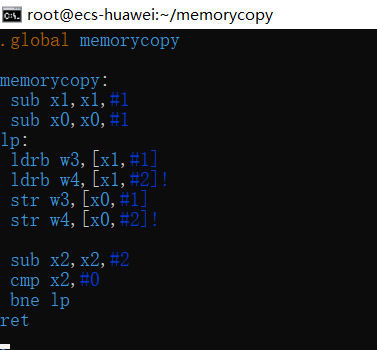 root@ecs-huawei:~/memorycopy
.global memorycopy
memorycopy:
sub x1,x1,#1
sub x0,x0,#1
lp:
ldrb w3,[x1,#1]
ldrb w4,[x1,#2]!
str w3,[x0,#1]
str w4,[x0,#2]!
sub x2,x2,#2
cmp x2,#0
bne lp
ret